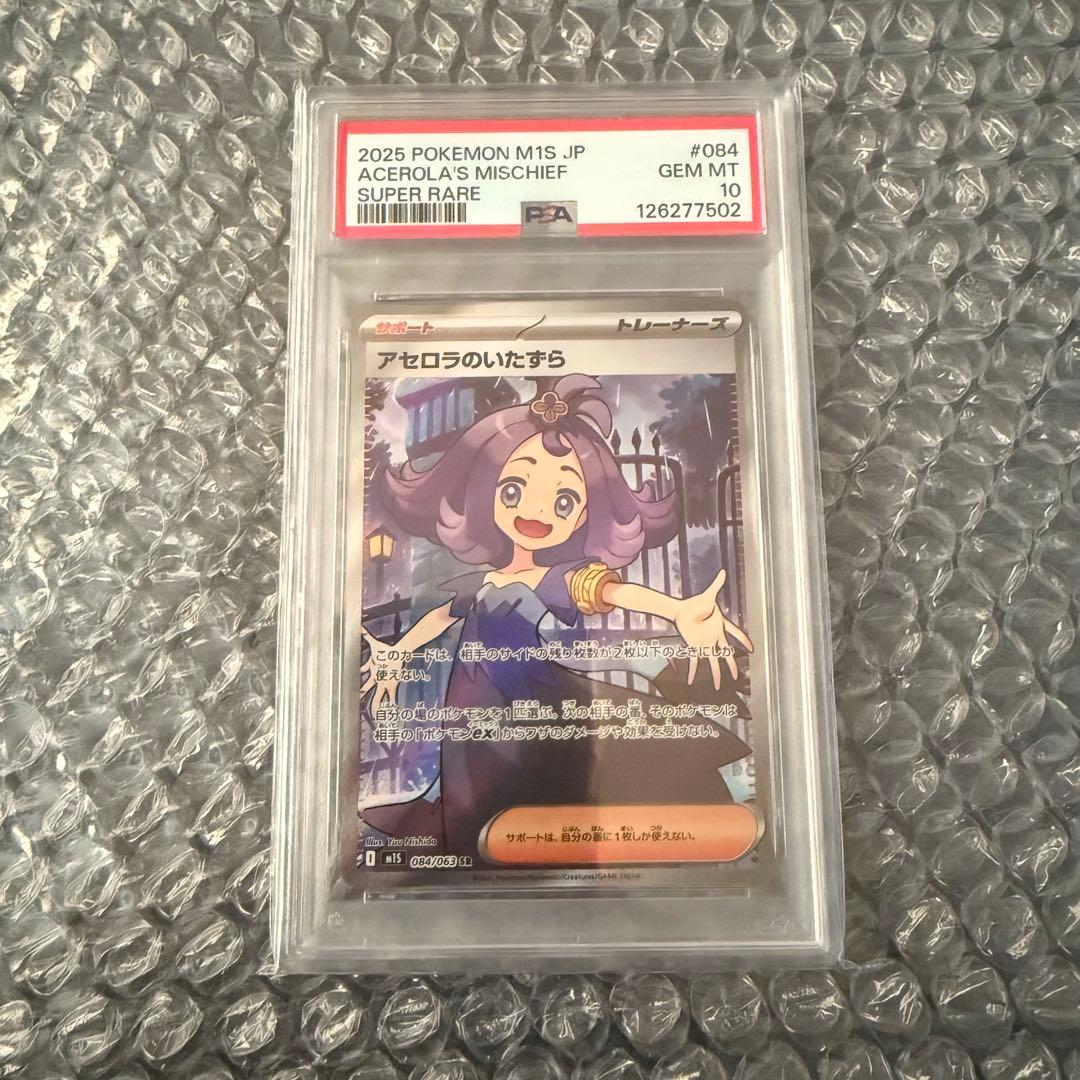 2025 POKEMON M1S JP #084
ACEROLA'S MISCHIEF GEM MT
SUPER RARE 10
PSA 126277502
サポート トレーナーズ
アセロラのいたずら
このカードは、相手のサイドの残り枚数が2枚以下のときにしか
使えない。
自分の場のポケモンを1匹選ぶ。次の相手の番、そのポケモンは
相手の「ポケモンex」からワザのダメージや効果を受けない。
サポートは、自分の番に1枚しか使えない。
Illus. Yuu Nishida
I M1S 084/063 SR
Pokémon/Nintendo/Creatures/GAME FREAK